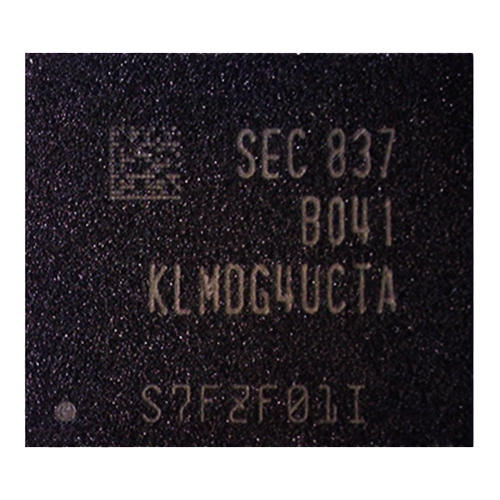 SEC 837
B041
KLMDG4UCTA
S7FZF01I